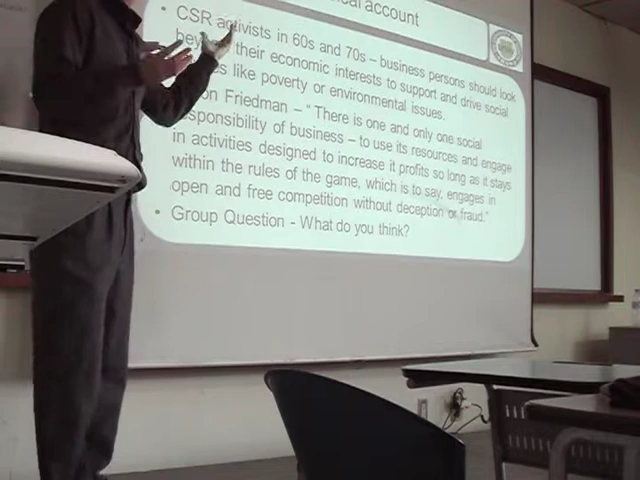 account
• CSR activists in 60s and 70s – business persons should look
their economic interests to support and drive social
like poverty or environmental issues.
Friedman – " There is one and only one social
responsibility of business – to use its resources and engage
in activities designed to increase it profits so long as it stays
within the rules of the game, which is to say, engages in
open and free competition without deception or fraud."
• Group Question - What do you think?